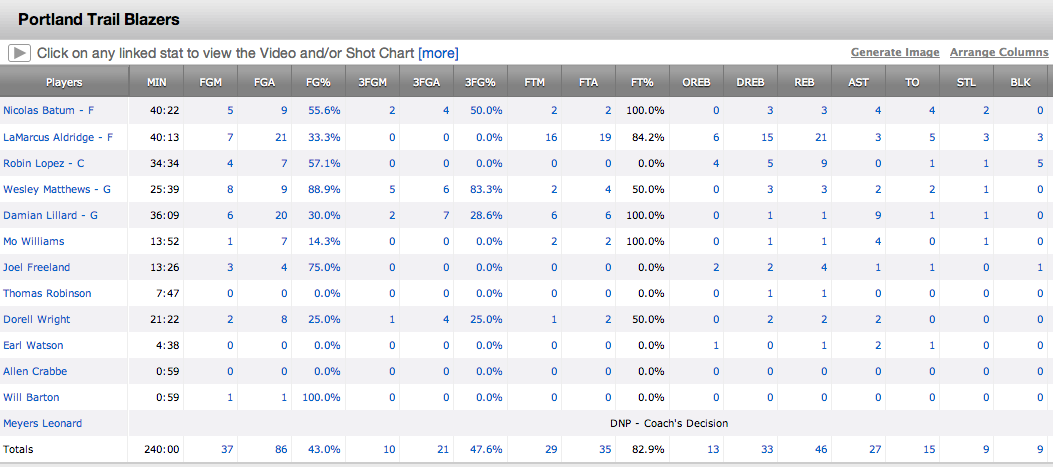 Portland Trail Blazers
Click on any linked stat to view the Video and/or Shot Chart [more] Generate Image Arrange Columns
Players MIN FGM FGA FG% 3FGM 3FGA 3FG% FTM FTA FT% OREB DREB REB AST TO STL BLK
Nicolas Batum - F 40:22 5 9 55.6% 2 4 50.0% 2 2 100.0% 0 3 3 4 4 2 0
LaMarcus Aldridge - F 40:13 7 21 33.3% 0 0 0.0% 16 19 84.2% 6 15 21 3 5 3 3
Robin Lopez - C 34:34 4 7 57.1% 0 0 0.0% 0 0 0.0% 4 5 9 0 1 1 5
Wesley Matthews - G 25:39 8 9 88.9% 5 6 83.3% 2 4 50.0% 0 3 3 2 2 1 0
Damian Lillard - G 36:09 6 20 30.0% 2 7 28.6% 6 6 100.0% 0 1 1 9 1 1 0
Mo Williams 13:52 1 7 14.3% 0 0 0.0% 2 2 100.0% 0 1 1 4 0 1 0
Joel Freeland 13:26 3 4 75.0% 0 0 0.0% 0 0 0.0% 2 2 4 1 1 0 1
Thomas Robinson 7:47 0 0 0.0% 0 0 0.0% 0 0 0.0% 0 1 1 0 0 0 0
Dorell Wright 21:22 2 8 25.0% 1 4 25.0% 1 2 50.0% 0 2 2 2 0 0 0
Earl Watson 4:38 0 0 0.0% 0 0 0.0% 0 0 0.0% 1 0 1 2 1 0 0
Allen Crabbe 0:59 0 0 0.0% 0 0 0.0% 0 0 0.0% 0 0 0 0 0 0 0
Will Barton 0:59 1 1 100.0% 0 0 0.0% 0 0 0.0% 0 0 0 0 0 0 0
Meyers Leonard DNP - Coach's Decision
Totals 240:00 37 86 43.0% 10 21 47.6% 29 35 82.9% 13 33 46 27 15 9 9